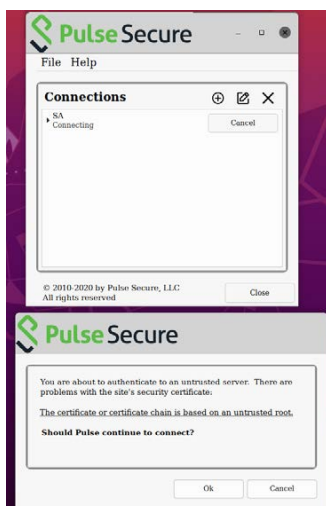 Pulse Secure
File Help
Connections
SA
Connecting
Cancel
© 2010-2020 by Pulse Secure, LLC
All rights reserved
Close
Pulse Secure
You are about to authenticate to an untrusted server. There are
problems with the site's security certificate:
The certificate or certificate chain is based on an untrusted root.
Should Pulse continue to connect?
Ok
Cancel